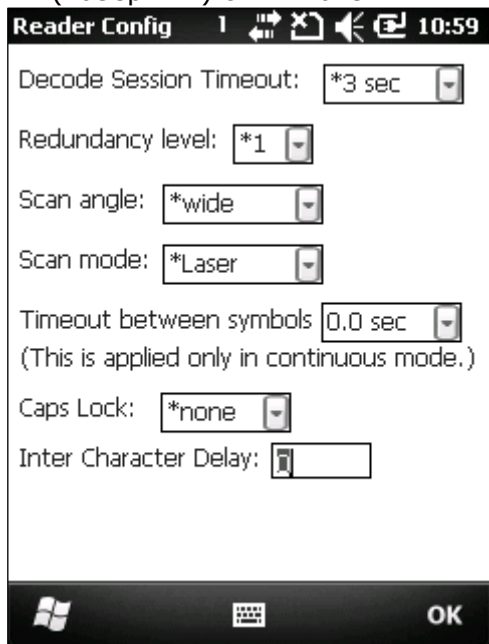 Reader Config 1 10:59
Decode Session Timeout: *3 sec
Redundancy level: *1
Scan angle: *wide
Scan mode: *Laser
Timeout between symbols 0.0 sec
(This is applied only in continuous mode.)
Caps Lock: *none
Inter Character Delay:
OK